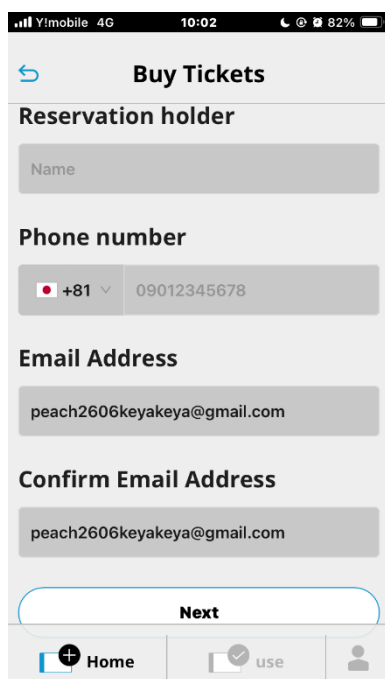 Y!mobile 4G 10:02 82%
Buy Tickets
Reservation holder
Name
Phone number
+81 09012345678
Email Address
peach2606keyakeya@gmail.com
Confirm Email Address
peach2606keyakeya@gmail.com
Next
Home use